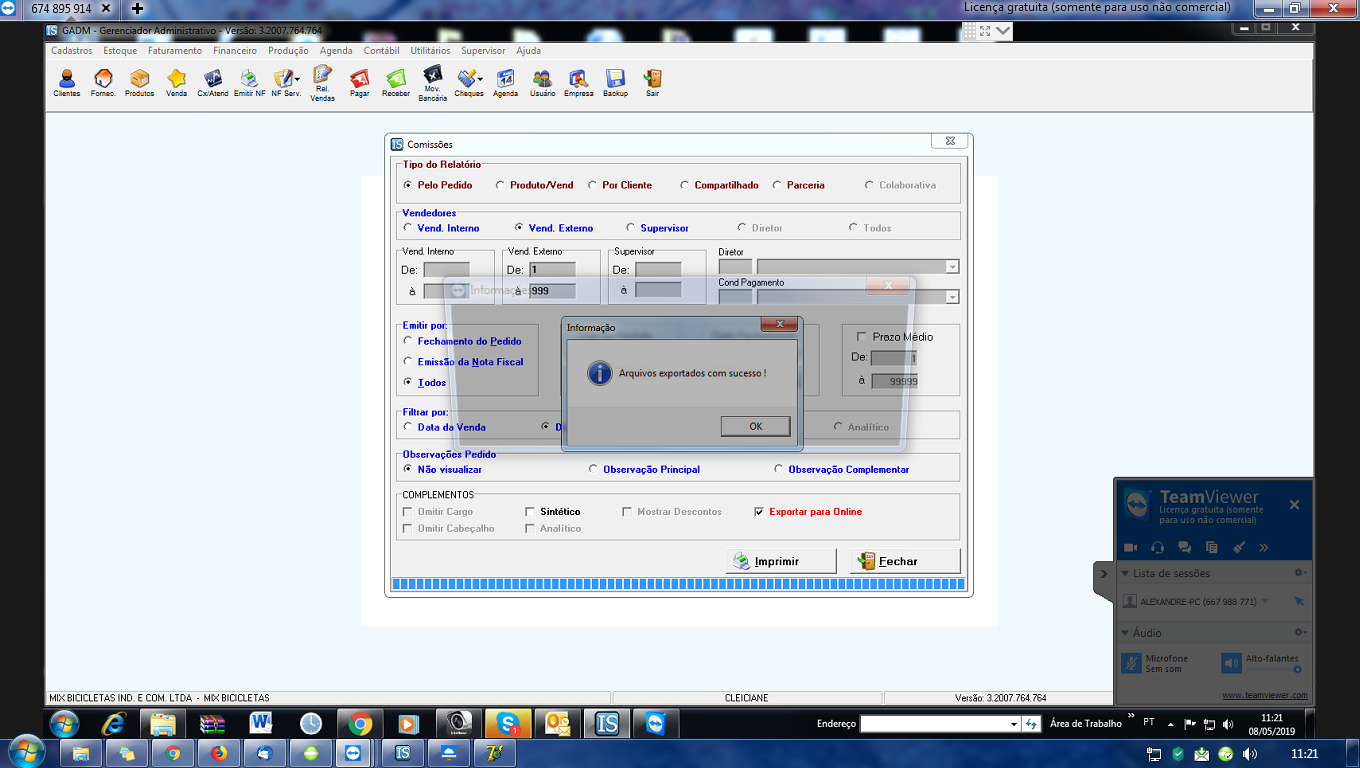 674 895 914
Licença gratuita (somente para uso não comercial)
GADM - Gerenciador Administrativo - Versão: 3.2007.764.764
Cadastros Estoque Faturamento Financeiro Produção Agenda Contábil Utilitários Supervisor Ajuda
Clientes Fornec. Produtos Venda Cx/Atend Emitir NF NF Serv. Rel. Vendas Pagar Receber Mov. Bancária Cheques Agenda Usuário Empresa Backup Sair
IS Comissões
Tipo do Relatório
Pelo Pedido Produto/Vend Por Cliente Compartilhado Parceria Colaborativa
Vendedores
Vend. Interno Vend. Externo Supervisor Diretor Todos
Vend. Interno Vend. Externo Supervisor Diretor
De: De: 1 De:
Cond Pagamento
à à 999 à
Informação
Emitir por:
Fechamento do Pedido
Emissão da Nota Fiscal
Todos
Prazo Médio
De: 1
à 99999
Informação
Arquivos exportados com sucesso !
OK
Filtrar por:
Data da Venda
Analítico
Observações Pedido
Não visualizar Observação Principal Observação Complementar
COMPLEMENTOS
Omitir Cargo Sintético Mostrar Descontos Exportar para Online
Omitir Cabeçalho Analítico
Imprimir Fechar
TeamViewer
Licença gratuita (somente
para uso não comercial)
Lista de sessões
ALEXANDRE-PC (667 988 771)
Áudio
Microfone
Sem som
Alto-falantes
www.teamviewer.com
MIX BICICLETAS IND. E COM. LTDA - MIX BICICLETAS CLEICIANE Versão: 3.2007.764.764
Endereço Área de Trabalho » PT 11:21
08/05/2019
11:21